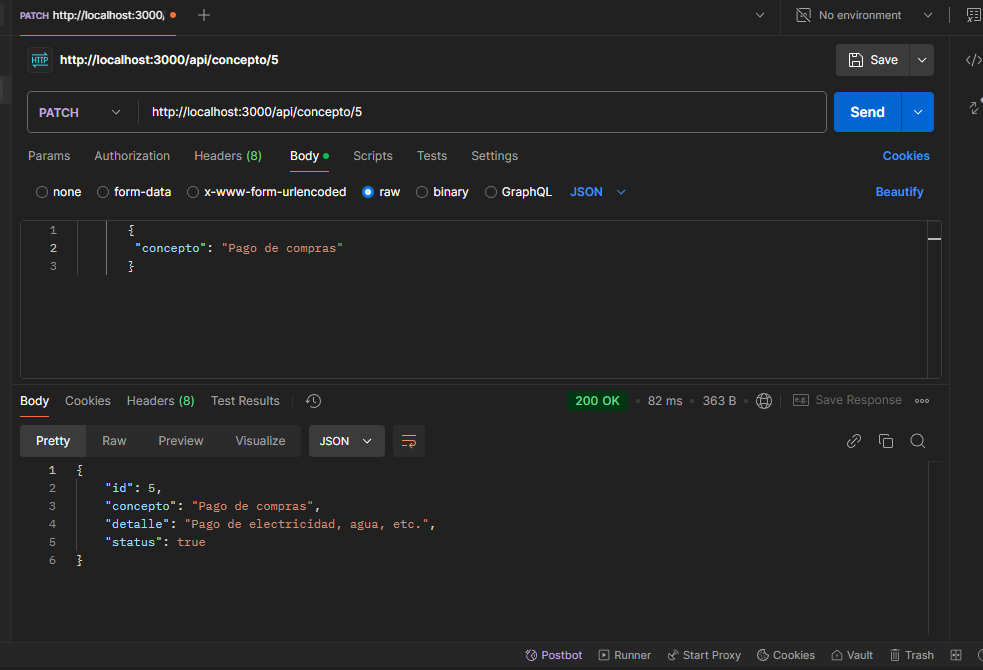 PATCH http://localhost:3000/
No environment
HTTP http://localhost:3000/api/concepto/5
Save
PATCH http://localhost:3000/api/concepto/5
Send
Params Authorization Headers (8) Body Scripts Tests Settings Cookies
none form-data x-www-form-urlencoded raw binary GraphQL JSON Beautify
1 {
2 "concepto": "Pago de compras"
3 }
Body Cookies Headers (8) Test Results 200 OK 82 ms 363 B e.g. Save Response
Pretty Raw Preview Visualize JSON
1 {
2 "id": 5,
3 "concepto": "Pago de compras",
4 "detalle": "Pago de electricidad, agua, etc.",
5 "status": true
6 }
Postbot Runner Start Proxy Cookies Vault Trash